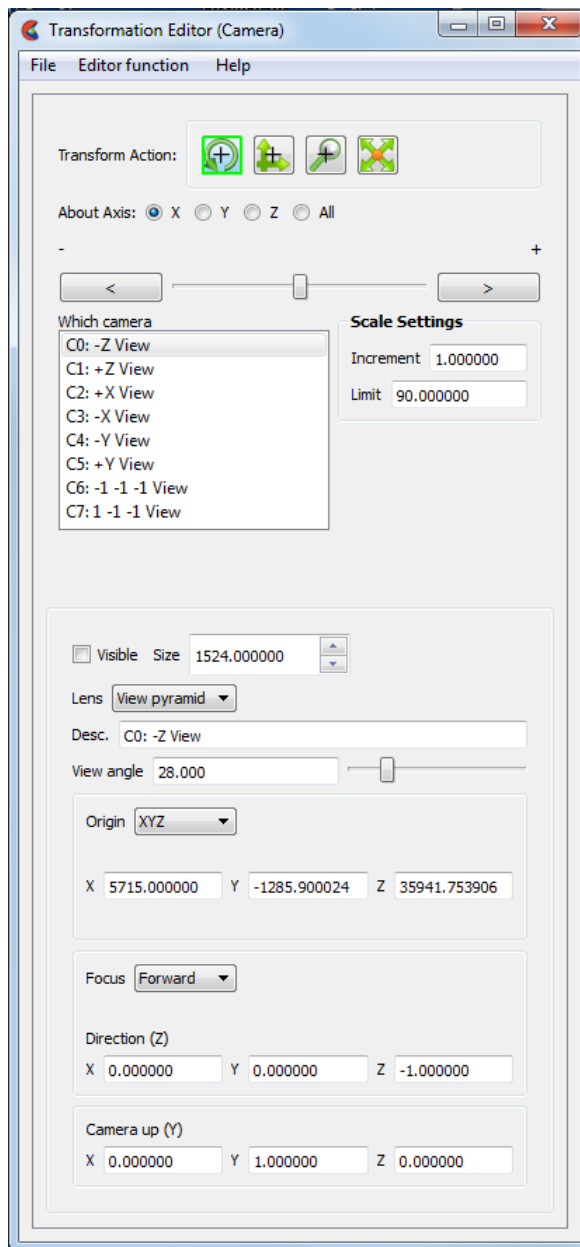 Transformation Editor (Camera)
File Editor function Help
Transform Action:
About Axis: X Y Z All
- +
< >
Which camera Scale Settings
C0: -Z View
C1: +Z View
Increment 1.000000
C2: +X View
C3: -X View
Limit 90.000000
C4: -Y View
C5: +Y View
C6: -1 -1 -1 View
C7: 1 -1 -1 View
Visible Size 1524.000000
Lens View pyramid
Desc. C0: -Z View
View angle 28.000
Origin XYZ
X 5715.000000 Y -1285.900024 Z 35941.753906
Focus Forward
Direction (Z)
X 0.000000 Y 0.000000 Z -1.000000
Camera up (Y)
X 0.000000 Y 1.000000 Z 0.000000